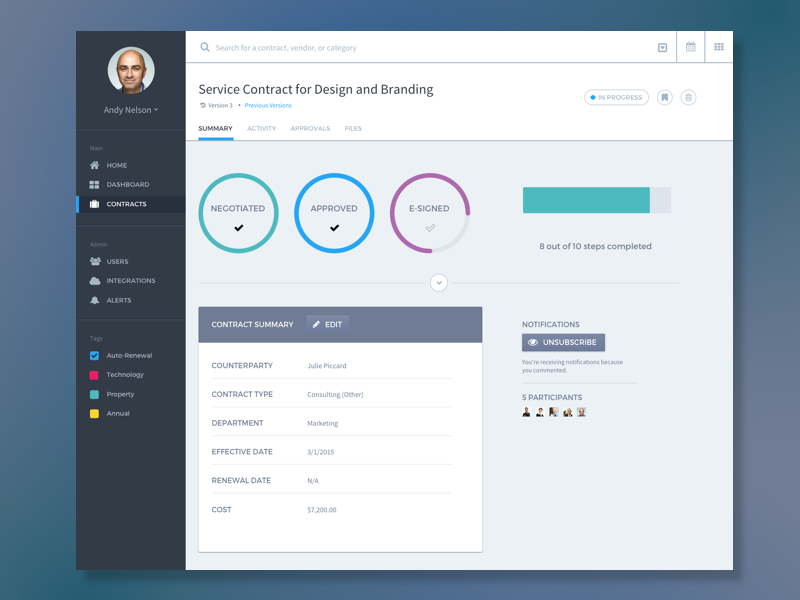 Andy Nelson
Main
HOME
DASHBOARD
CONTRACTS
Admin
USERS
INTEGRATIONS
ALERTS
Tags
Auto-Renewal
Technology
Property
Annual
Search for a contract, vendor, or category
Service Contract for Design and Branding
Version 3 • Previous Versions
IN PROGRESS
SUMMARY ACTIVITY APPROVALS FILES
NEGOTIATED APPROVED E-SIGNED
8 out of 10 steps completed
CONTRACT SUMMARY EDIT
COUNTERPARTY Julie Piccard
CONTRACT TYPE Consulting (Other)
DEPARTMENT Marketing
EFFECTIVE DATE 3/1/2015
RENEWAL DATE N/A
COST $7,200.00
NOTIFICATIONS
UNSUBSCRIBE
You're receiving notifications because
you commented.
5 PARTICIPANTS